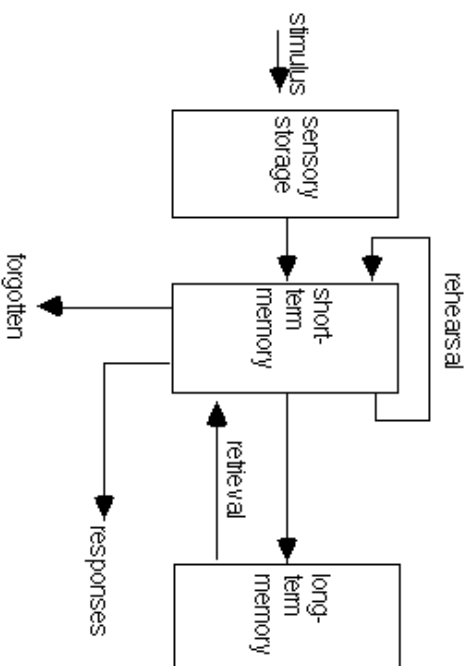 rehearsal
stimulus
sensory
storage
short-
term
memory
long-
term
memory
retrieval
forgotten
responses